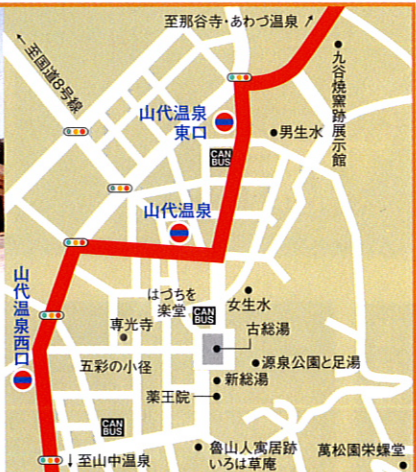 至那谷寺・あわづ温泉
←至国道8号線
九谷焼窯跡展示館
山代温泉
東口
男生水
CAN
BUS
山代温泉
山代温泉西口
はづちを
楽堂
CAN
BUS
女生水
専光寺
古総湯
五彩の小径
源泉公園と足湯
新総湯
薬王院
CAN
BUS
魯山人寓居跡
いろは草庵
萬松園栄螺堂
↓至山中温泉